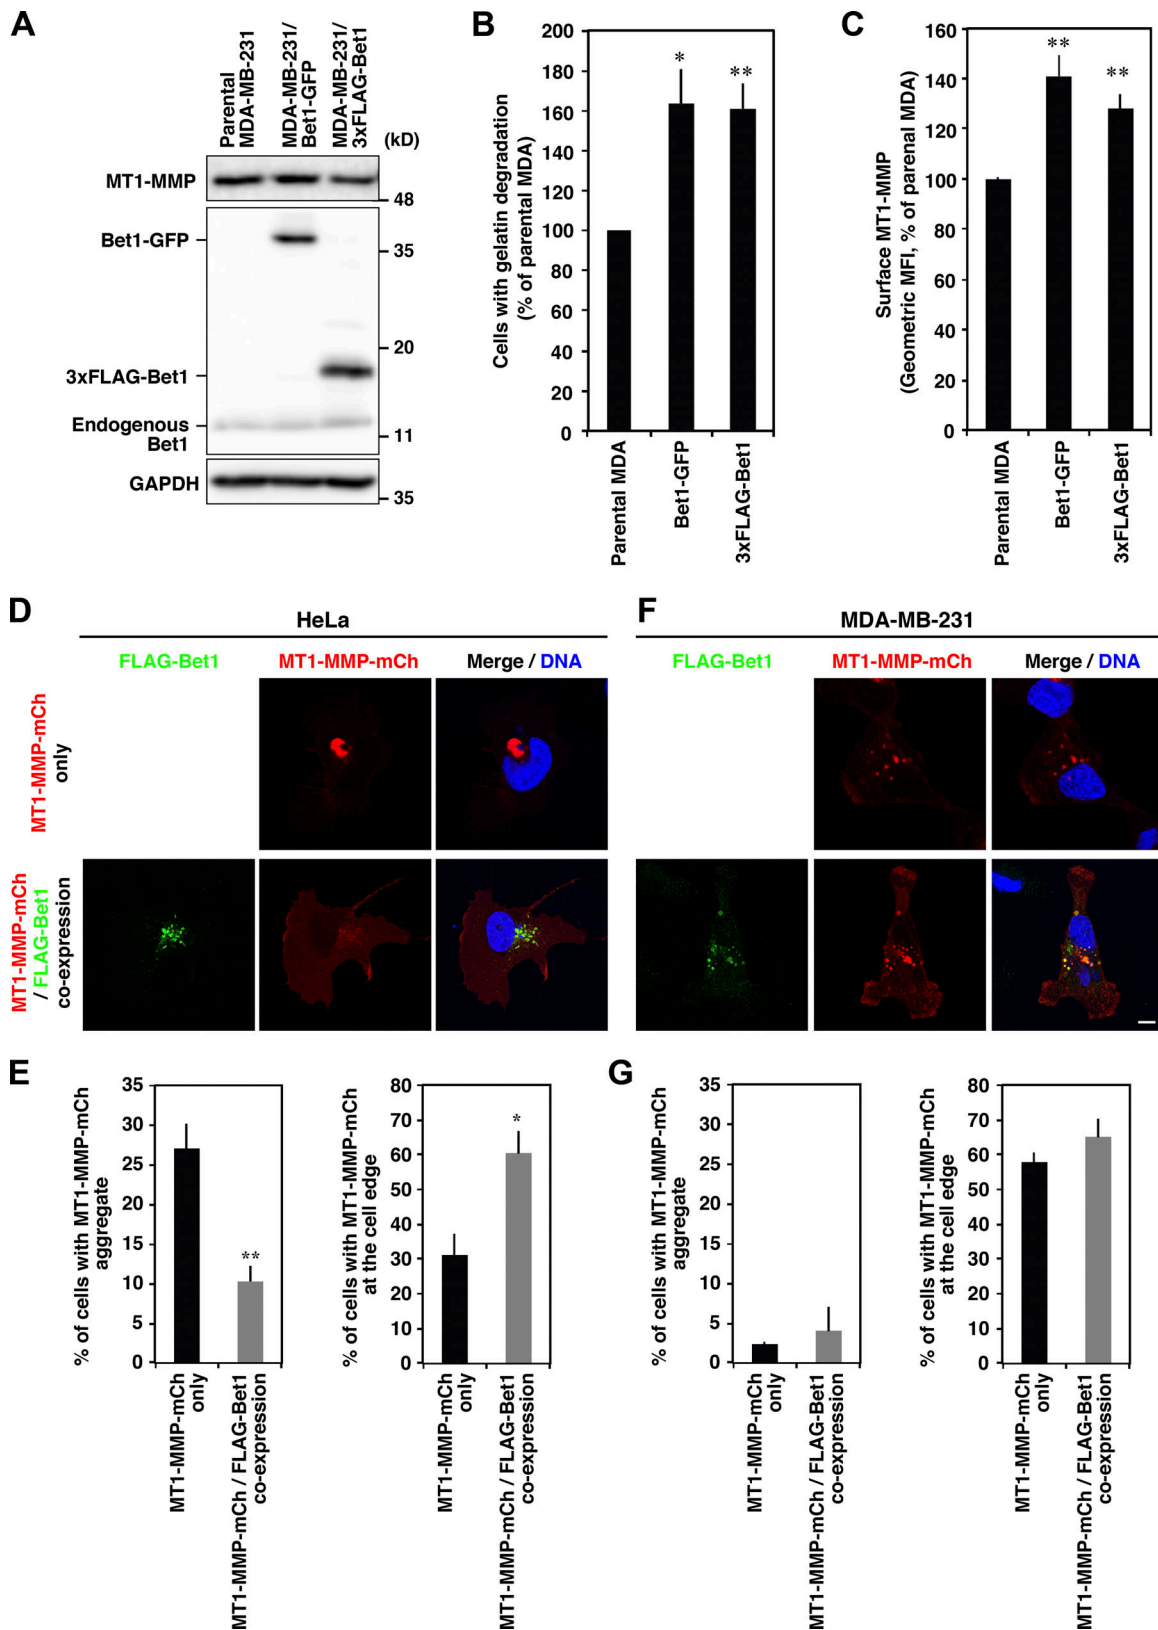 A
Parental
MDA-MB-231
MDA-MB-231/
Bet1-GFP
MDA-MB-231/
3xFLAG-Bet1
(kD)
MT1-MMP
48
Bet1-GFP
35
20
3xFLAG-Bet1
Endogenous
Bet1
11
GAPDH
35
B
Cells with gelatin degradation
(% of parental MDA)
200
180
160
140
120
100
80
60
40
20
0
*
**
Parental MDA
Bet1-GFP
3xFLAG-Bet1
C
Surface MT1-MMP
(Geometric MFI, % of parenal MDA)
160
140
120
100
80
60
40
20
0
**
**
Parental MDA
Bet1-GFP
3xFLAG-Bet1
D
HeLa
FLAG-Bet1
MT1-MMP-mCh
Merge / DNA
MT1-MMP-mCh
only
MT1-MMP-mCh
/ FLAG-Bet1
co-expression
F
MDA-MB-231
FLAG-Bet1
MT1-MMP-mCh
Merge / DNA
E
% of cells with MT1-MMP-mCh
aggregate
35
30
25
20
15
10
5
0
**
MT1-MMP-mCh
only
MT1-MMP-mCh / FLAG-Bet1
co-expression
% of cells with MT1-MMP-mCh
at the cell edge
80
70
60
50
40
30
20
10
0
*
MT1-MMP-mCh
only
MT1-MMP-mCh / FLAG-Bet1
co-expression
G
% of cells with MT1-MMP-mCh
aggregate
35
30
25
20
15
10
5
0
MT1-MMP-mCh
only
MT1-MMP-mCh / FLAG-Bet1
co-expression
% of cells with MT1-MMP-mCh
at the cell edge
80
70
60
50
40
30
20
10
0
MT1-MMP-mCh
only
MT1-MMP-mCh / FLAG-Bet1
co-expression